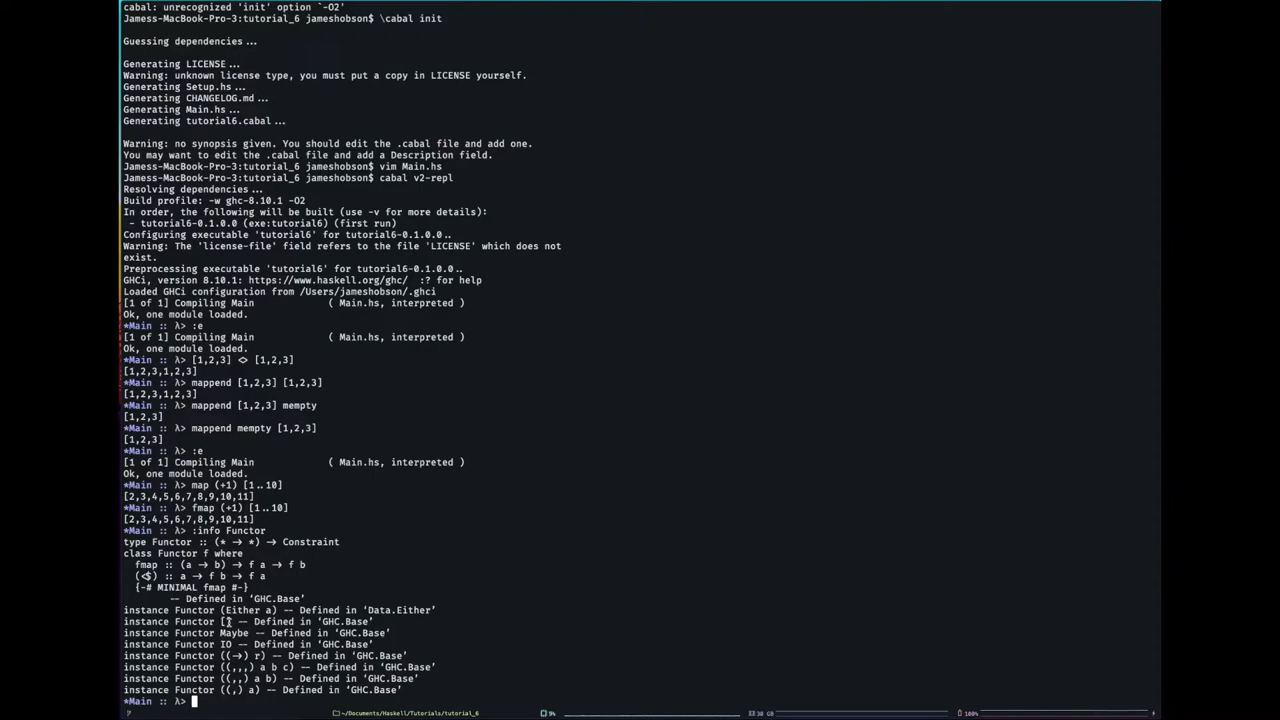 cabal: unrecognized 'init' option `-O2'
Jamess-MacBook-Pro-3:tutorial_6 jameshobson$ \cabal init
Guessing dependencies...
Generating LICENSE...
Warning: unknown license type, you must put a copy in LICENSE yourself.
Generating Setup.hs...
Generating CHANGELOG.md...
Generating Main.hs...
Generating tutorial6.cabal...
Warning: no synopsis given. You should edit the .cabal file and add one.
You may want to edit the .cabal file and add a Description field.
Jamess-MacBook-Pro-3:tutorial_6 jameshobson$ vim Main.hs
Jamess-MacBook-Pro-3:tutorial_6 jameshobson$ cabal v2-repl
Resolving dependencies...
Build profile: -w ghc-8.10.1 -O2
In order, the following will be built (use -v for more details):
- tutorial6-0.1.0.0 (exe:tutorial6) (first run)
Configuring executable 'tutorial6' for tutorial6-0.1.0.0..
Warning: The 'license-file' field refers to the file 'LICENSE' which does not
exist.
Preprocessing executable 'tutorial6' for tutorial6-0.1.0.0..
GHCi, version 8.10.1: https://www.haskell.org/ghc/ :? for help
Loaded GHCi configuration from /Users/jameshobson/.ghci
[1 of 1] Compiling Main ( Main.hs, interpreted )
Ok, one module loaded.
*Main :: λ> :e
[1 of 1] Compiling Main ( Main.hs, interpreted )
Ok, one module loaded.
*Main :: λ> [1,2,3] <> [1,2,3]
[1,2,3,1,2,3]
*Main :: λ> mappend [1,2,3] [1,2,3]
[1,2,3,1,2,3]
*Main :: λ> mappend [1,2,3] mempty
[1,2,3]
*Main :: λ> mappend mempty [1,2,3]
[1,2,3]
*Main :: λ> :e
[1 of 1] Compiling Main ( Main.hs, interpreted )
Ok, one module loaded.
*Main :: λ> map (+1) [1..10]
[2,3,4,5,6,7,8,9,10,11]
*Main :: λ> fmap (+1) [1..10]
[2,3,4,5,6,7,8,9,10,11]
*Main :: λ> :info Functor
type Functor :: (* -> *) -> Constraint
class Functor f where
fmap :: (a -> b) -> f a -> f b
(<$) :: a -> f b -> f a
{-# MINIMAL fmap #-}
-- Defined in ‘GHC.Base’
instance Functor (Either a) -- Defined in ‘Data.Either’
instance Functor [] -- Defined in ‘GHC.Base’
instance Functor Maybe -- Defined in ‘GHC.Base’
instance Functor IO -- Defined in ‘GHC.Base’
instance Functor ((->) r) -- Defined in ‘GHC.Base’
instance Functor ((,,,) a b c) -- Defined in ‘GHC.Base’
instance Functor ((,,) a b) -- Defined in ‘GHC.Base’
instance Functor ((,) a) -- Defined in ‘GHC.Base’
*Main :: λ>
~/Documents/Haskell/Tutorials/tutorial_6 9% 30 GB 100%